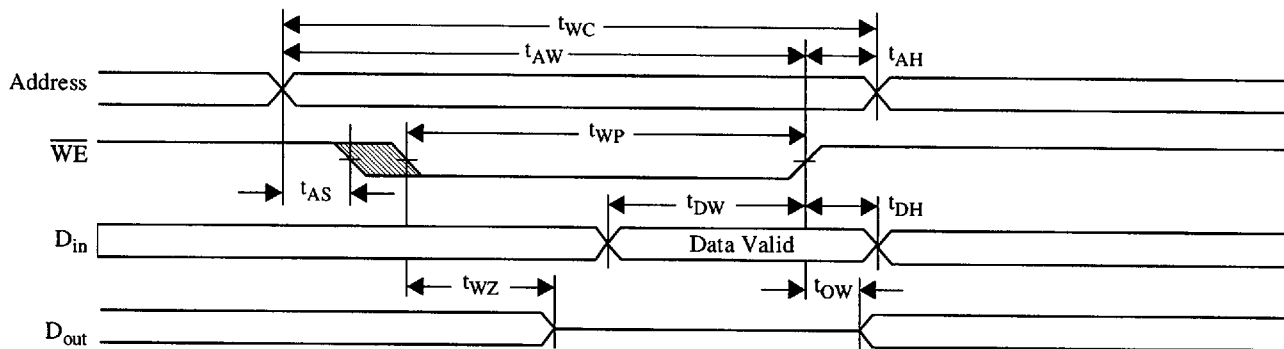 tWC
tAW
tAH
Address
tWP
WE
tAS
tDW
tDH
Din
Data Valid
tWZ
tOW
Dout